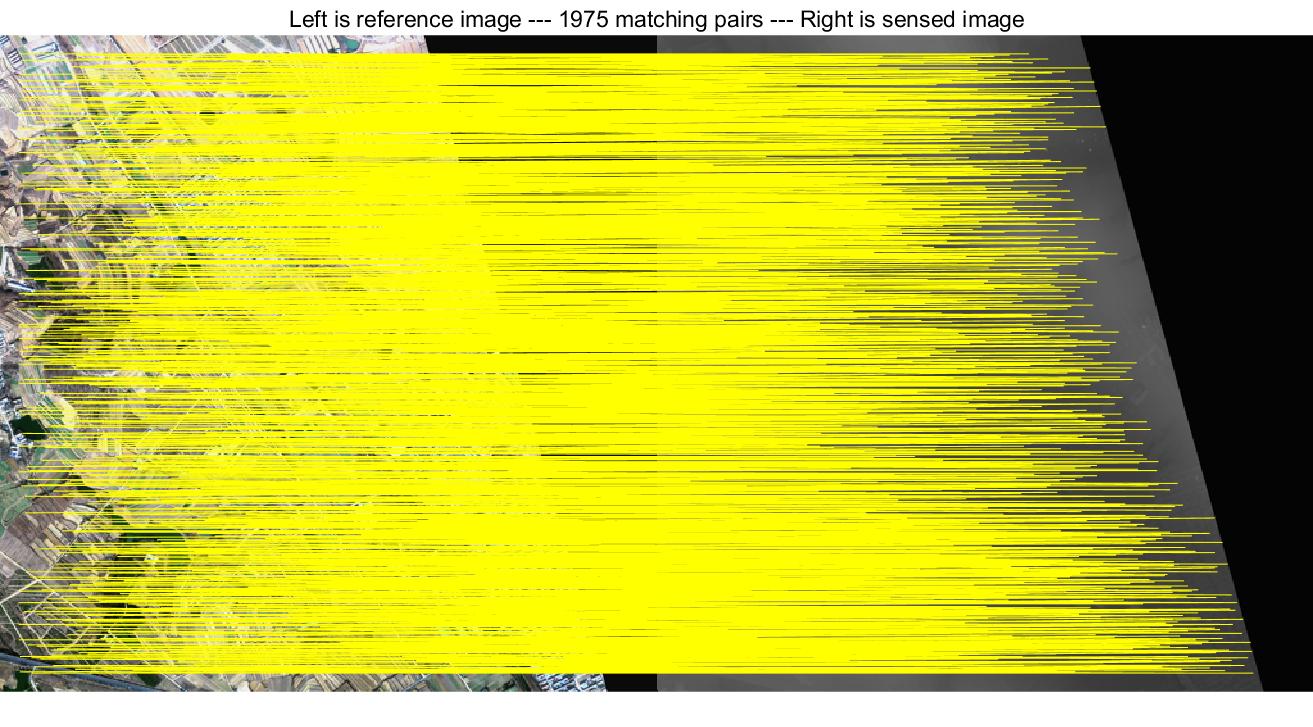 Left is reference image --- 1975 matching pairs --- Right is sensed image